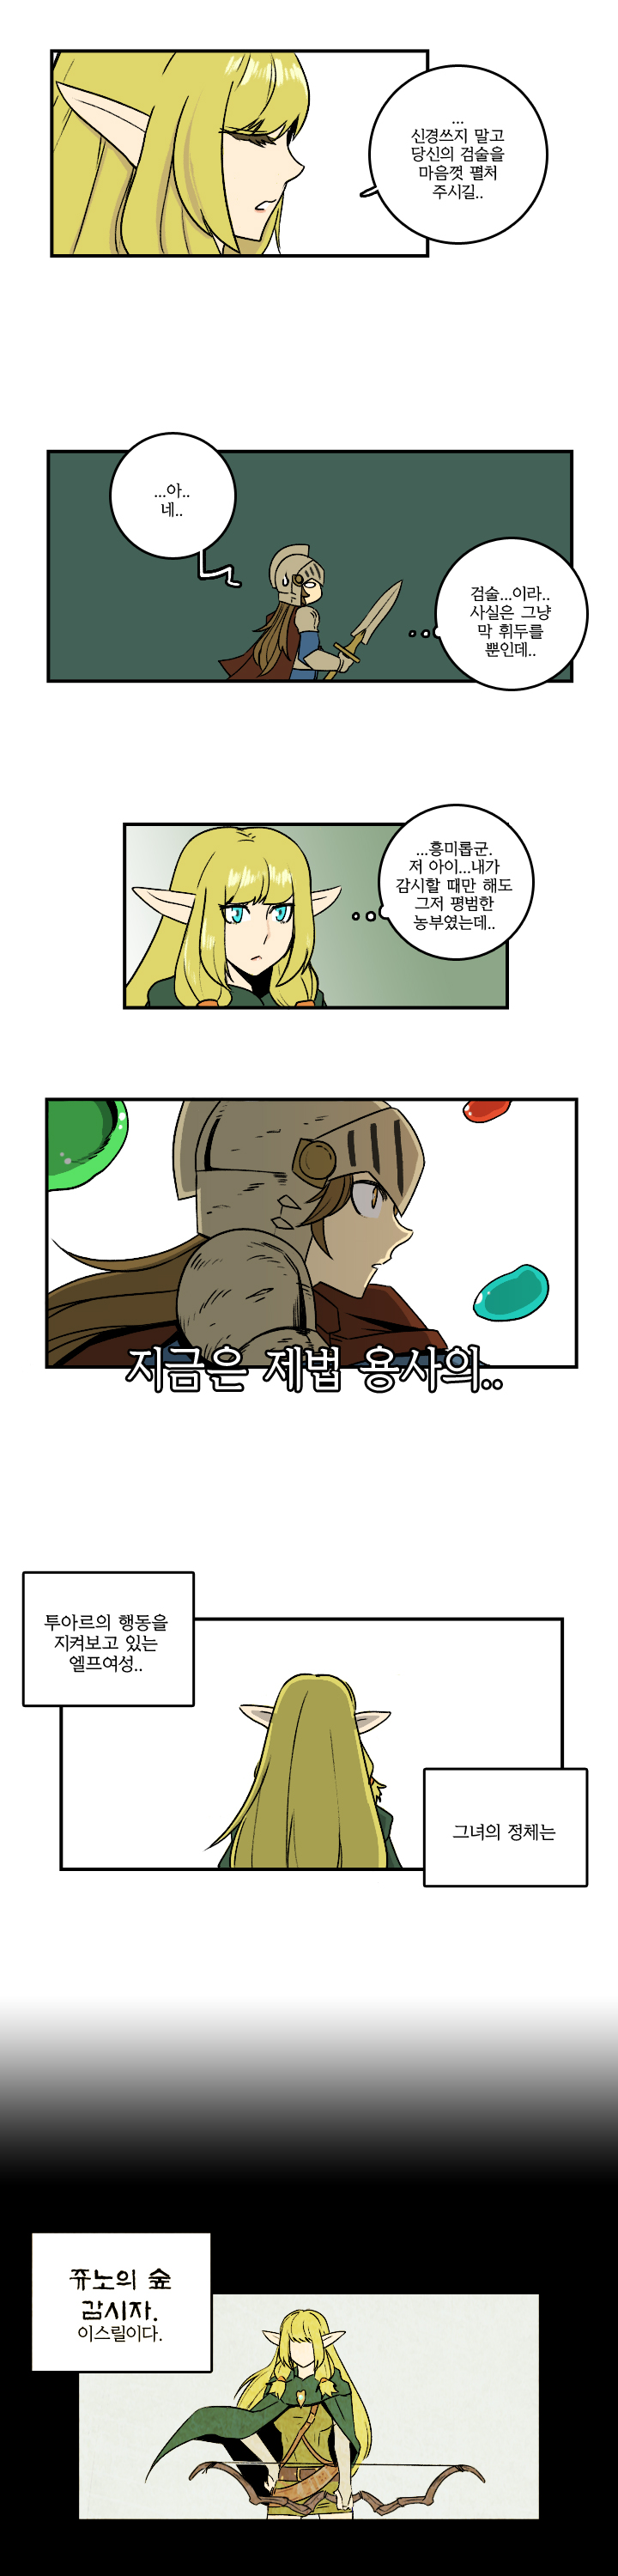 ...
신경쓰지 말고
당신의 검술을
마음껏 펼쳐
주시길..
...아..
네..
검술...이라..
사실은 그냥
막 휘두를
뿐인데..
...흥미롭군.
저 아이...내가
감시할 때만 해도
그저 평범한
농부였는데..
지금은 제법 용사의..
투아르의 행동을
지켜보고 있는
엘프여성..
그녀의 정체는
쥬노의 숲
감시자.
이스릴이다.